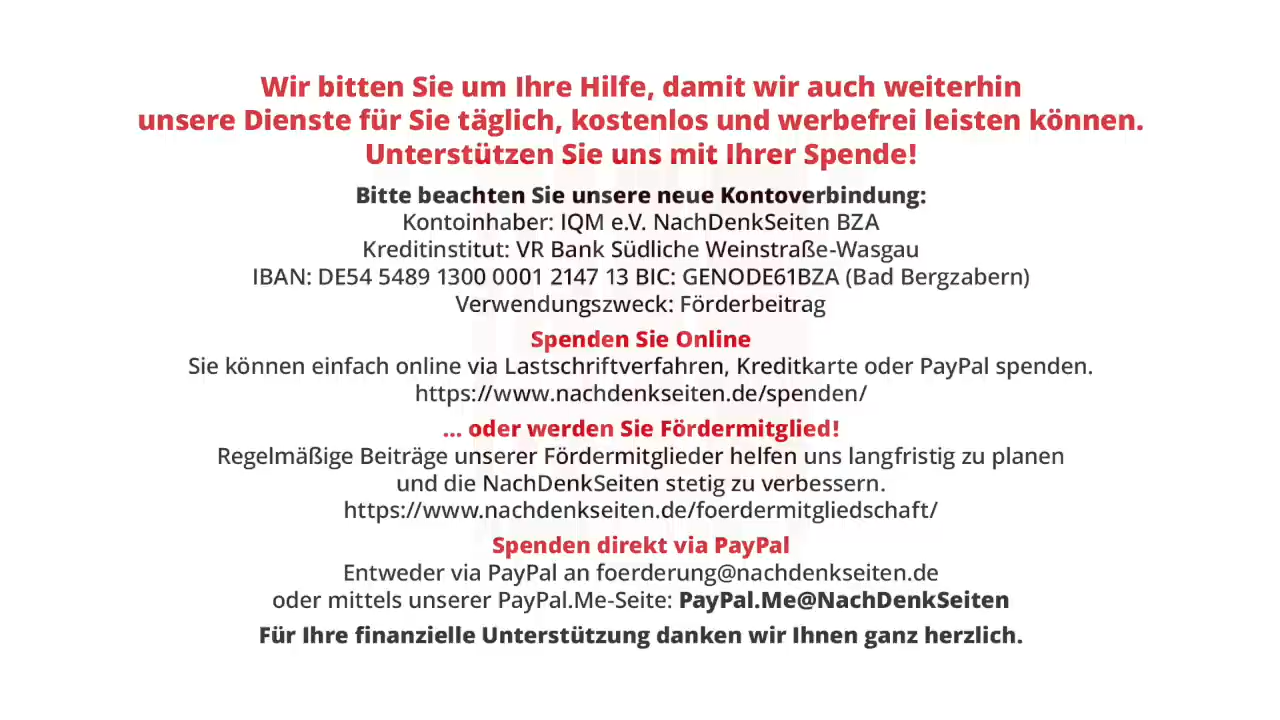 Wir bitten Sie um Ihre Hilfe, damit wir auch weiterhin
unsere Dienste für Sie täglich, kostenlos und werbefrei leisten können.
Unterstützen Sie uns mit Ihrer Spende!
Bitte beachten Sie unsere neue Kontoverbindung:
Kontoinhaber: IQM e.V. NachDenkSeiten BZA
Kreditinstitut: VR Bank Südliche Weinstraße-Wasgau
IBAN: DE54 5489 1300 0001 2147 13 BIC: GENODE61BZA (Bad Bergzabern)
Verwendungszweck: Förderbeitrag
Spenden Sie Online
Sie können einfach online via Lastschriftverfahren, Kreditkarte oder PayPal spenden.
https://www.nachdenkseiten.de/spenden/
... oder werden Sie Fördermitglied!
Regelmäßige Beiträge unserer Fördermitglieder helfen uns langfristig zu planen
und die NachDenkSeiten stetig zu verbessern.
https://www.nachdenkseiten.de/foerdermitgliedschaft/
Spenden direkt via PayPal
Entweder via PayPal an foerderung@nachdenkseiten.de
oder mittels unserer PayPal.Me-Seite: PayPal.Me@NachDenkSeiten
Für Ihre finanzielle Unterstützung danken wir Ihnen ganz herzlich.